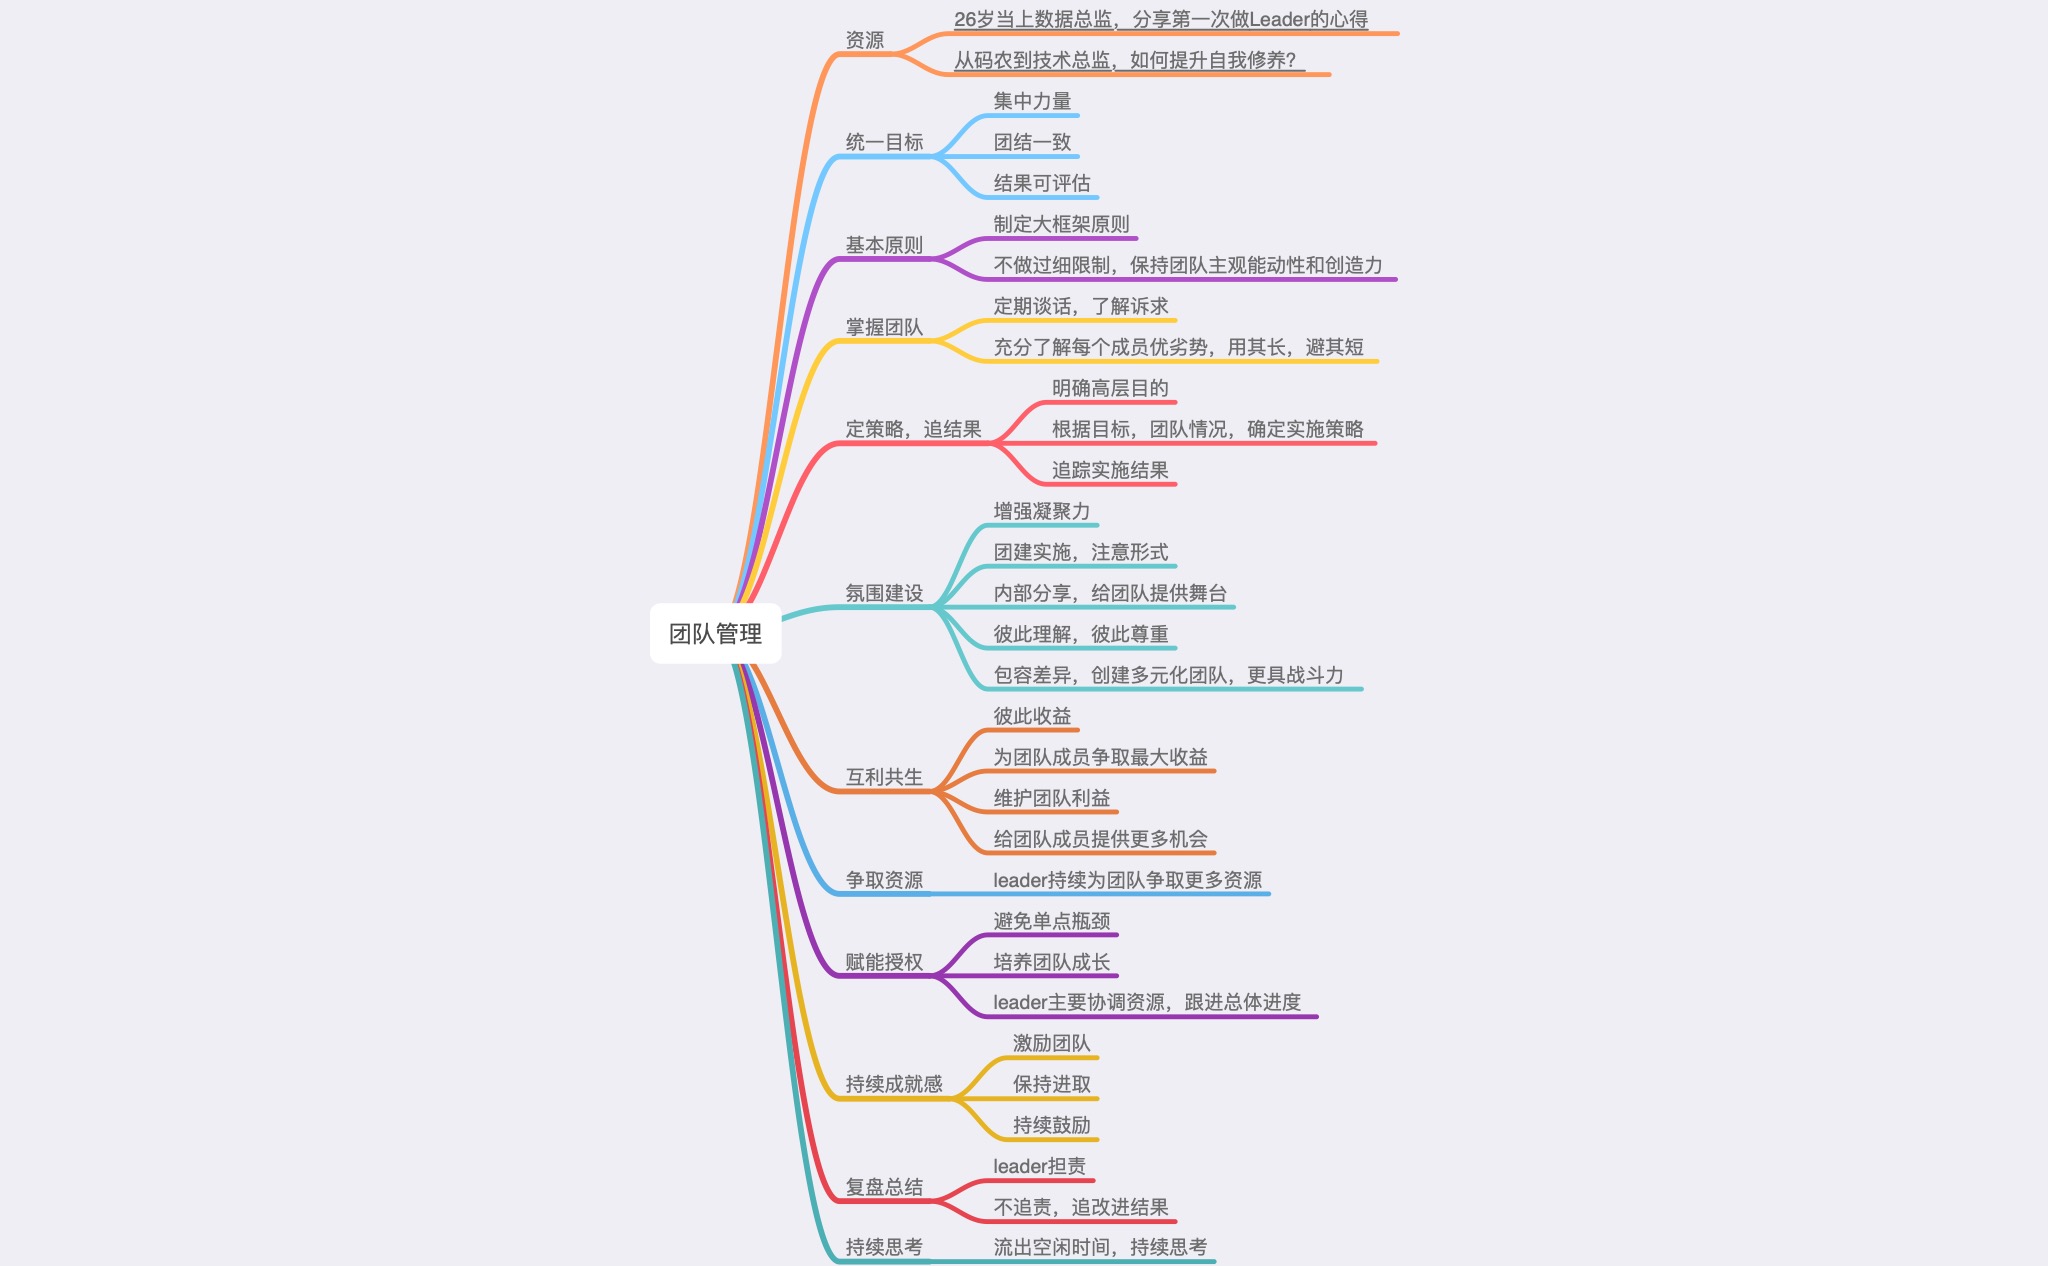 资源
26岁当上数据总监，分享第一次做Leader的心得
从码农到技术总监，如何提升自我修养？
统一目标
集中力量
团结一致
结果可评估
基本原则
制定大框架原则
不做过细限制，保持团队主观能动性和创造力
掌握团队
定期谈话，了解诉求
充分了解每个成员优劣势，用其长，避其短
定策略，追结果
明确高层目的
根据目标，团队情况，确定实施策略
追踪实施结果
团队管理
氛围建设
增强凝聚力
团建实施，注意形式
内部分享，给团队提供舞台
彼此理解，彼此尊重
包容差异，创建多元化团队，更具战斗力
互利共生
彼此收益
为团队成员争取最大收益
维护团队利益
给团队成员提供更多机会
争取资源
leader持续为团队争取更多资源
赋能授权
避免单点瓶颈
培养团队成长
leader主要协调资源，跟进总体进度
持续成就感
激励团队
保持进取
持续鼓励
复盘总结
leader担责
不追责，追改进结果
持续思考
流出空闲时间，持续思考